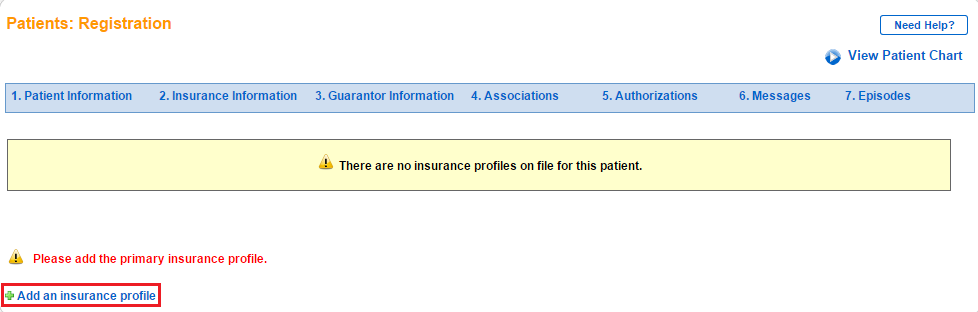 Patients: Registration
Need Help?
View Patient Chart
1. Patient Information 2. Insurance Information 3. Guarantor Information 4. Associations 5. Authorizations 6. Messages 7. Episodes
There are no insurance profiles on file for this patient.
Please add the primary insurance profile.
Add an insurance profile